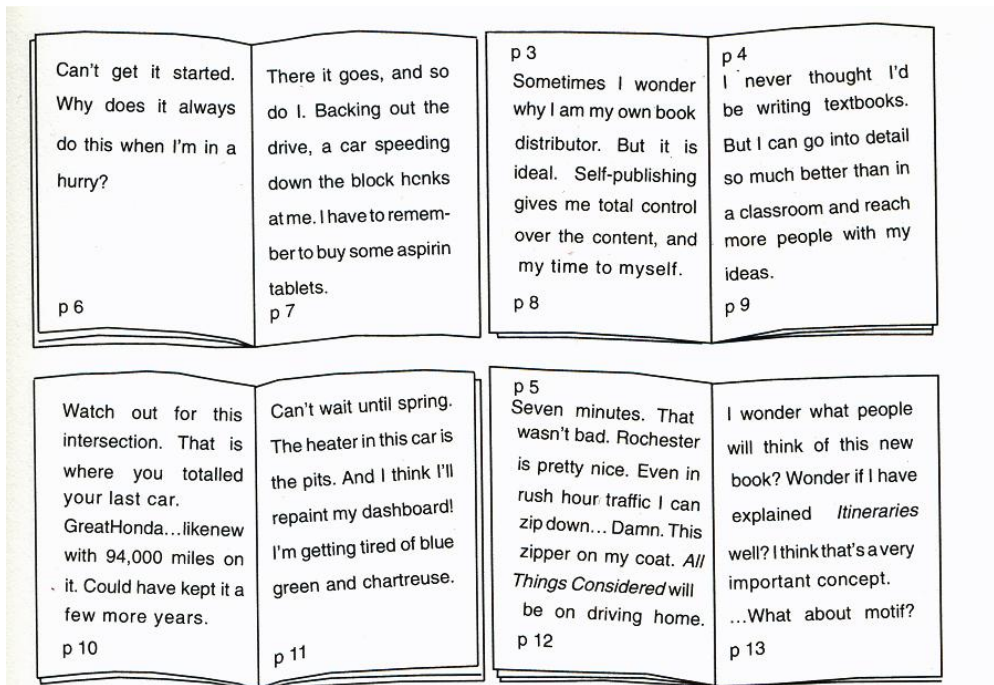 Can't get it started.
Why does it always
do this when I'm in a
hurry?
p 6
There it goes, and so
do I. Backing out the
drive, a car speeding
down the block hcnks
at me. I have to remem-
ber to buy some aspirin
tablets.
p 7
p 3
Sometimes I wonder
why I am my own book
distributor. But it is
ideal. Self-publishing
gives me total control
over the content, and
my time to myself.
p 8
p 4
I never thought I'd
be writing textbooks.
But I can go into detail
so much better than in
a classroom and reach
more people with my
ideas.
p 9
Watch out for this
intersection. That is
where you totalled
your last car.
GreatHonda...likenew
with 94,000 miles on
it. Could have kept it a
few more years.
p 10
Can't wait until spring.
The heater in this car is
the pits. And I think I'll
repaint my dashboard!
I'm getting tired of blue
green and chartreuse.
p 11
p 5
Seven minutes. That
wasn't bad. Rochester
is pretty nice. Even in
rush hour traffic I can
zip down... Damn. This
zipper on my coat. All
Things Considered will
be on driving home.
p 12
I wonder what people
will think of this new
book? Wonder if I have
explained Itineraries
well? I think that's a very
important concept.
...What about motif?
p 13